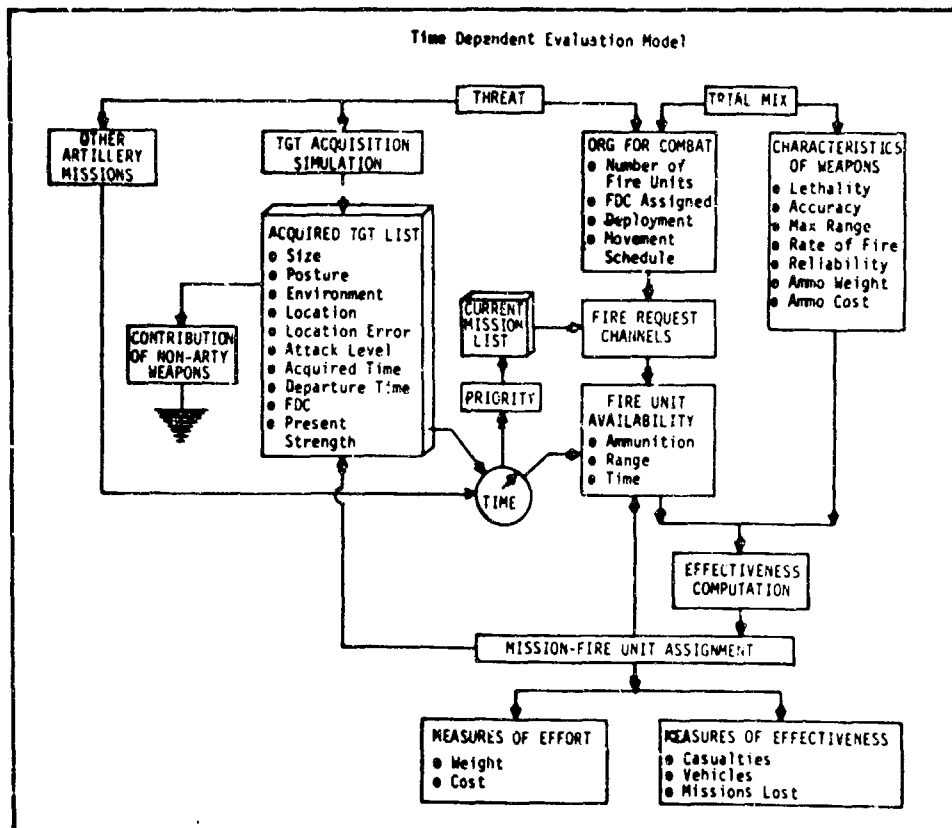 Time Dependent Evaluation Model
THREAT
TRIAL MIX
OTHER
ARTILLERY
MISSIONS
TGT ACQUISITION
SIMULATION
ORG FOR COMBAT
● Number of
Fire Units
● FDC Assigned
● Deployment
● Movement
Schedule
CHARACTERISTICS
OF WEAPONS
● Lethality
● Accuracy
● Max Range
● Rate of Fire
● Reliability
● Ammo Weight
● Ammo Cost
ACQUIRED TGT LIST
● Size
● Posture
● Environment
● Location
● Location Error
● Attack Level
● Acquired Time
● Departure Time
● FDC
● Present
Strength
CONTRIBUTION
OF NON-ARTY
WEAPONS
CURRENT
MISSION
LIST
FIRE REQUEST
CHANNELS
PRIORITY
FIRE UNIT
AVAILABILITY
● Ammunition
● Range
● Time
TIME
EFFECTIVENESS
COMPUTATION
MISSION-FIRE UNIT ASSIGNMENT
MEASURES OF EFFORT
● Weight
● Cost
MEASURES OF EFFECTIVENESS
● Casualties
● Vehicles
● Missions Lost